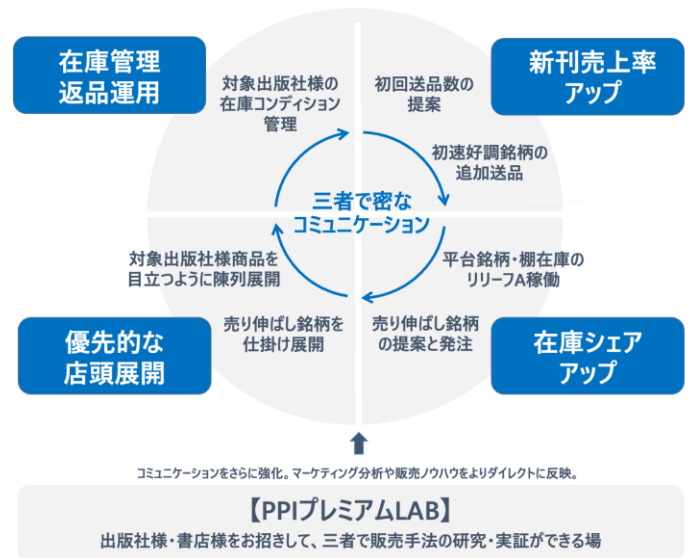 在庫管理
返品運用
対象出版社様の
在庫コンディション
管理
初回送品数の
提案
新刊売上率
アップ
初速好調銘柄の
追加送品
三者で密な
コミュニケーション
対象出版社様商品を
目立つように陳列展開
平台銘柄・棚在庫の
リリーフA稼働
優先的な
店頭展開
売り伸ばし銘柄を
仕掛け展開
売り伸ばし銘柄
の提案と発注
在庫シェア
アップ
コミュニケーションをさらに強化。マーケティング分析や販売ノウハウをよりダイレクトに反映。
【PPIプレミアムLAB】
出版社様・書店様をお招きして、三者で販売手法の研究・実証ができる場